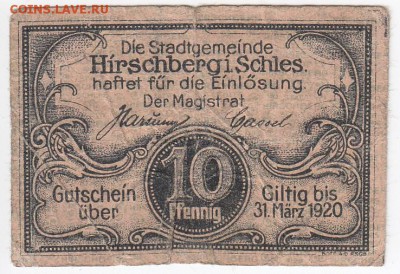 COINS.LAVE.RU
Die Stadtgemeinde
Hirschberg i Schles.
haftet für die Einlösung.
Der Magistrat
Cassel
10
Pfennig
Gutschein
über
Giltig bis
31. März 1920